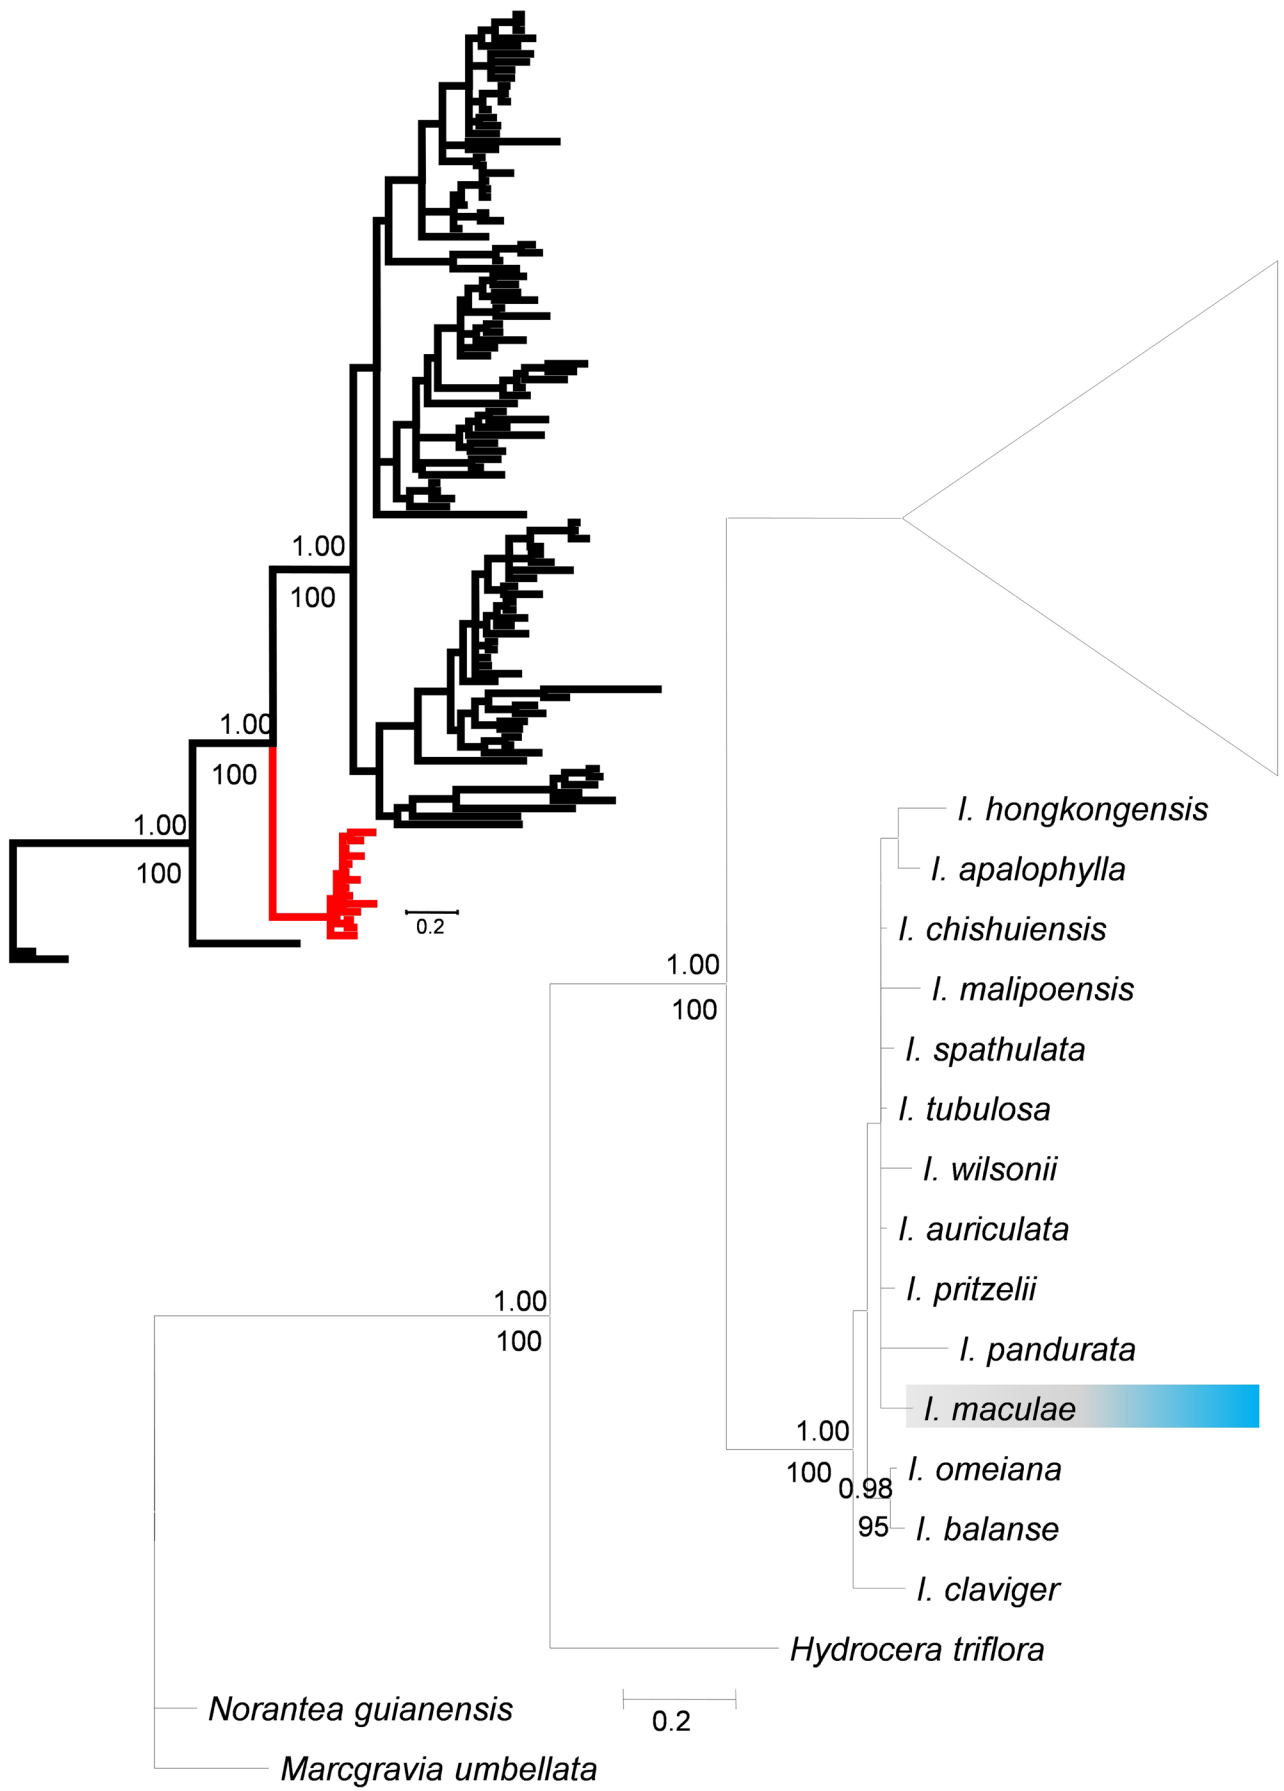 1.00
100
1.00
100
1.00
100
0.2
I. hongkongensis
I. apalophylla
I. chishuiensis
1.00
I. malipoensis
100
I. spathulata
I. tubulosa
I. wilsonii
I. auriculata
I. pritzelii
1.00
100
I. pandurata
I. maculae
1.00
100
I. omeiana
0.98
95
I. balanse
I. claviger
Hydrocera triflora
Norantea guianensis
0.2
Marcgravia umbellata